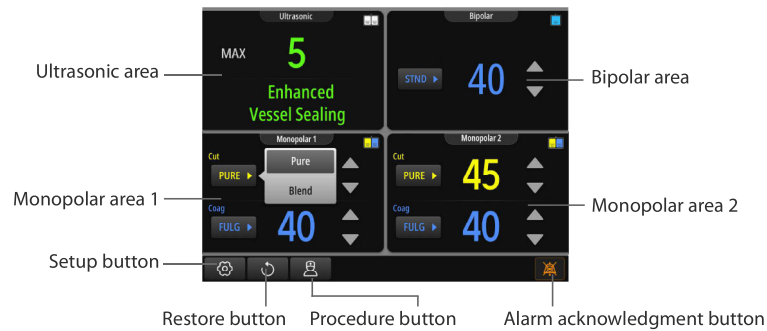 Ultrasonic
MAX
5
Enhanced
Vessel Sealing
Bipolar
STND
40
Ultrasonic area
Bipolar area
Monopolar 1
Cut
PURE
Pure
Blend
Coag
FULG
40
Monopolar 2
Cut
PURE
45
Coag
FULG
40
Monopolar area 1
Monopolar area 2
Setup button
Restore button
Procedure button
Alarm acknowledgment button